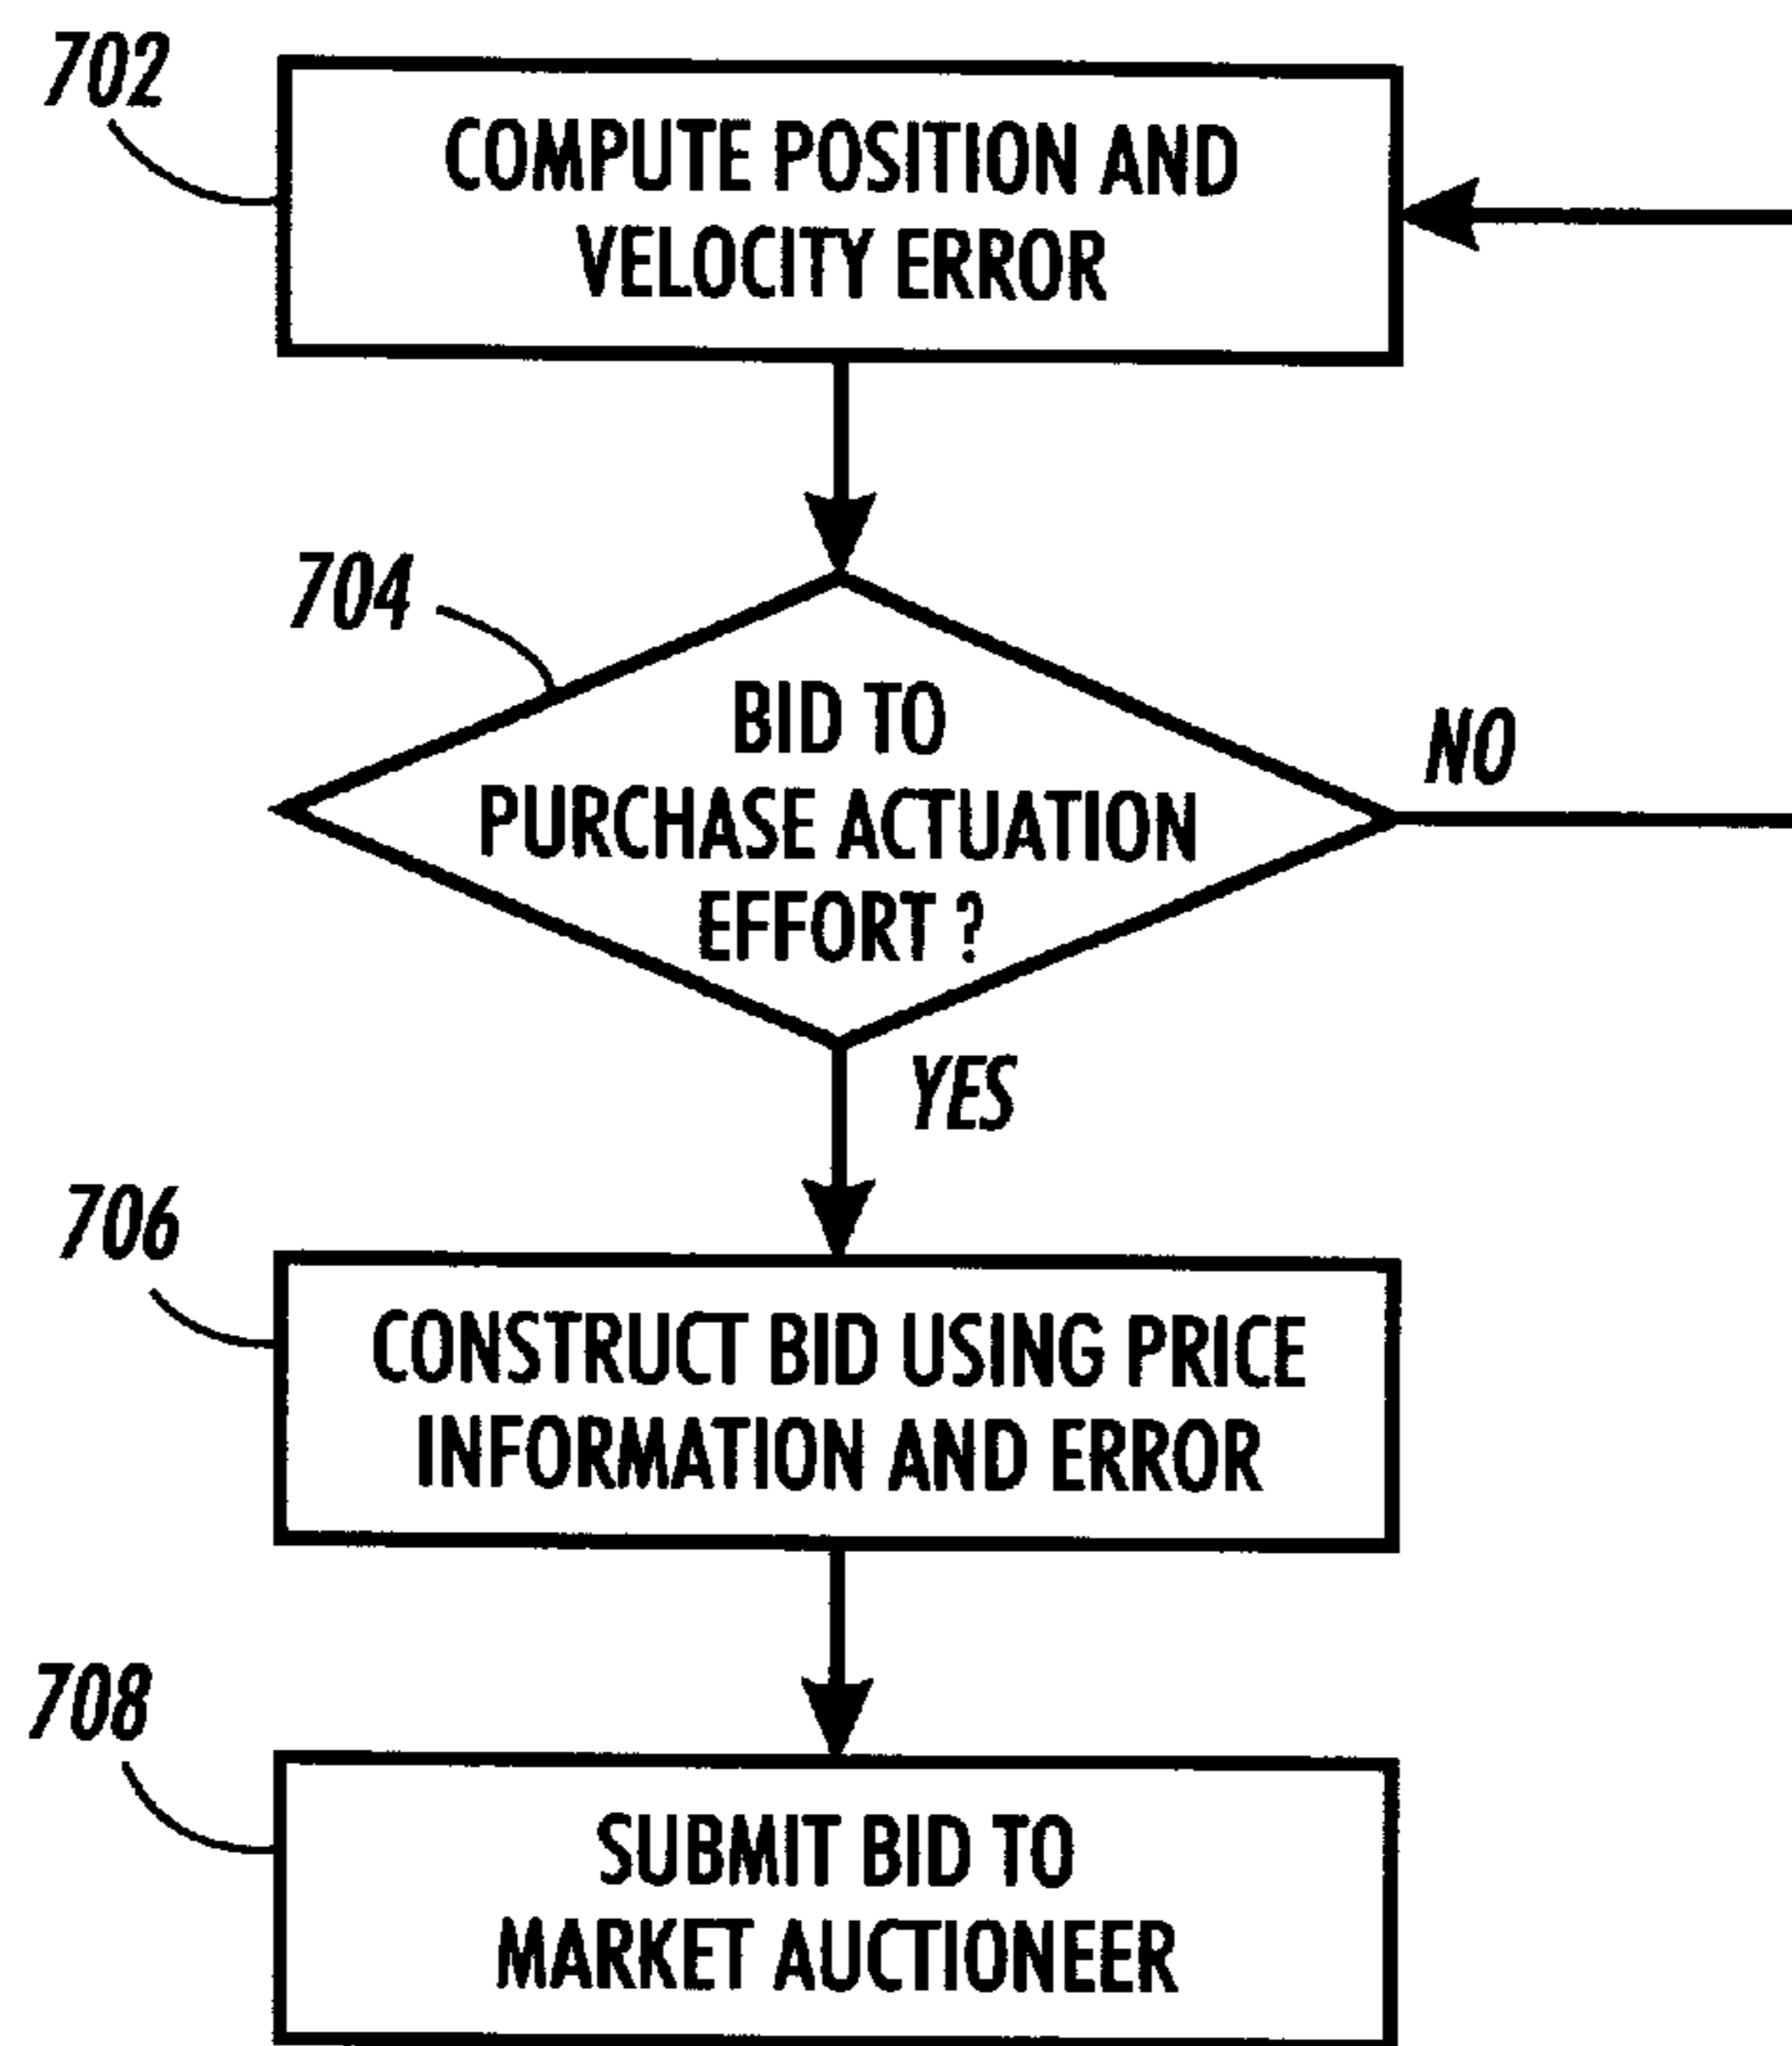 702
COMPUTE POSITION AND
VELOCITY ERROR
704
BID TO
PURCHASE ACTUATION
EFFORT ?
NO
YES
706
CONSTRUCT BID USING PRICE
INFORMATION AND ERROR
708
SUBMIT BID TO
MARKET AUCTIONEER